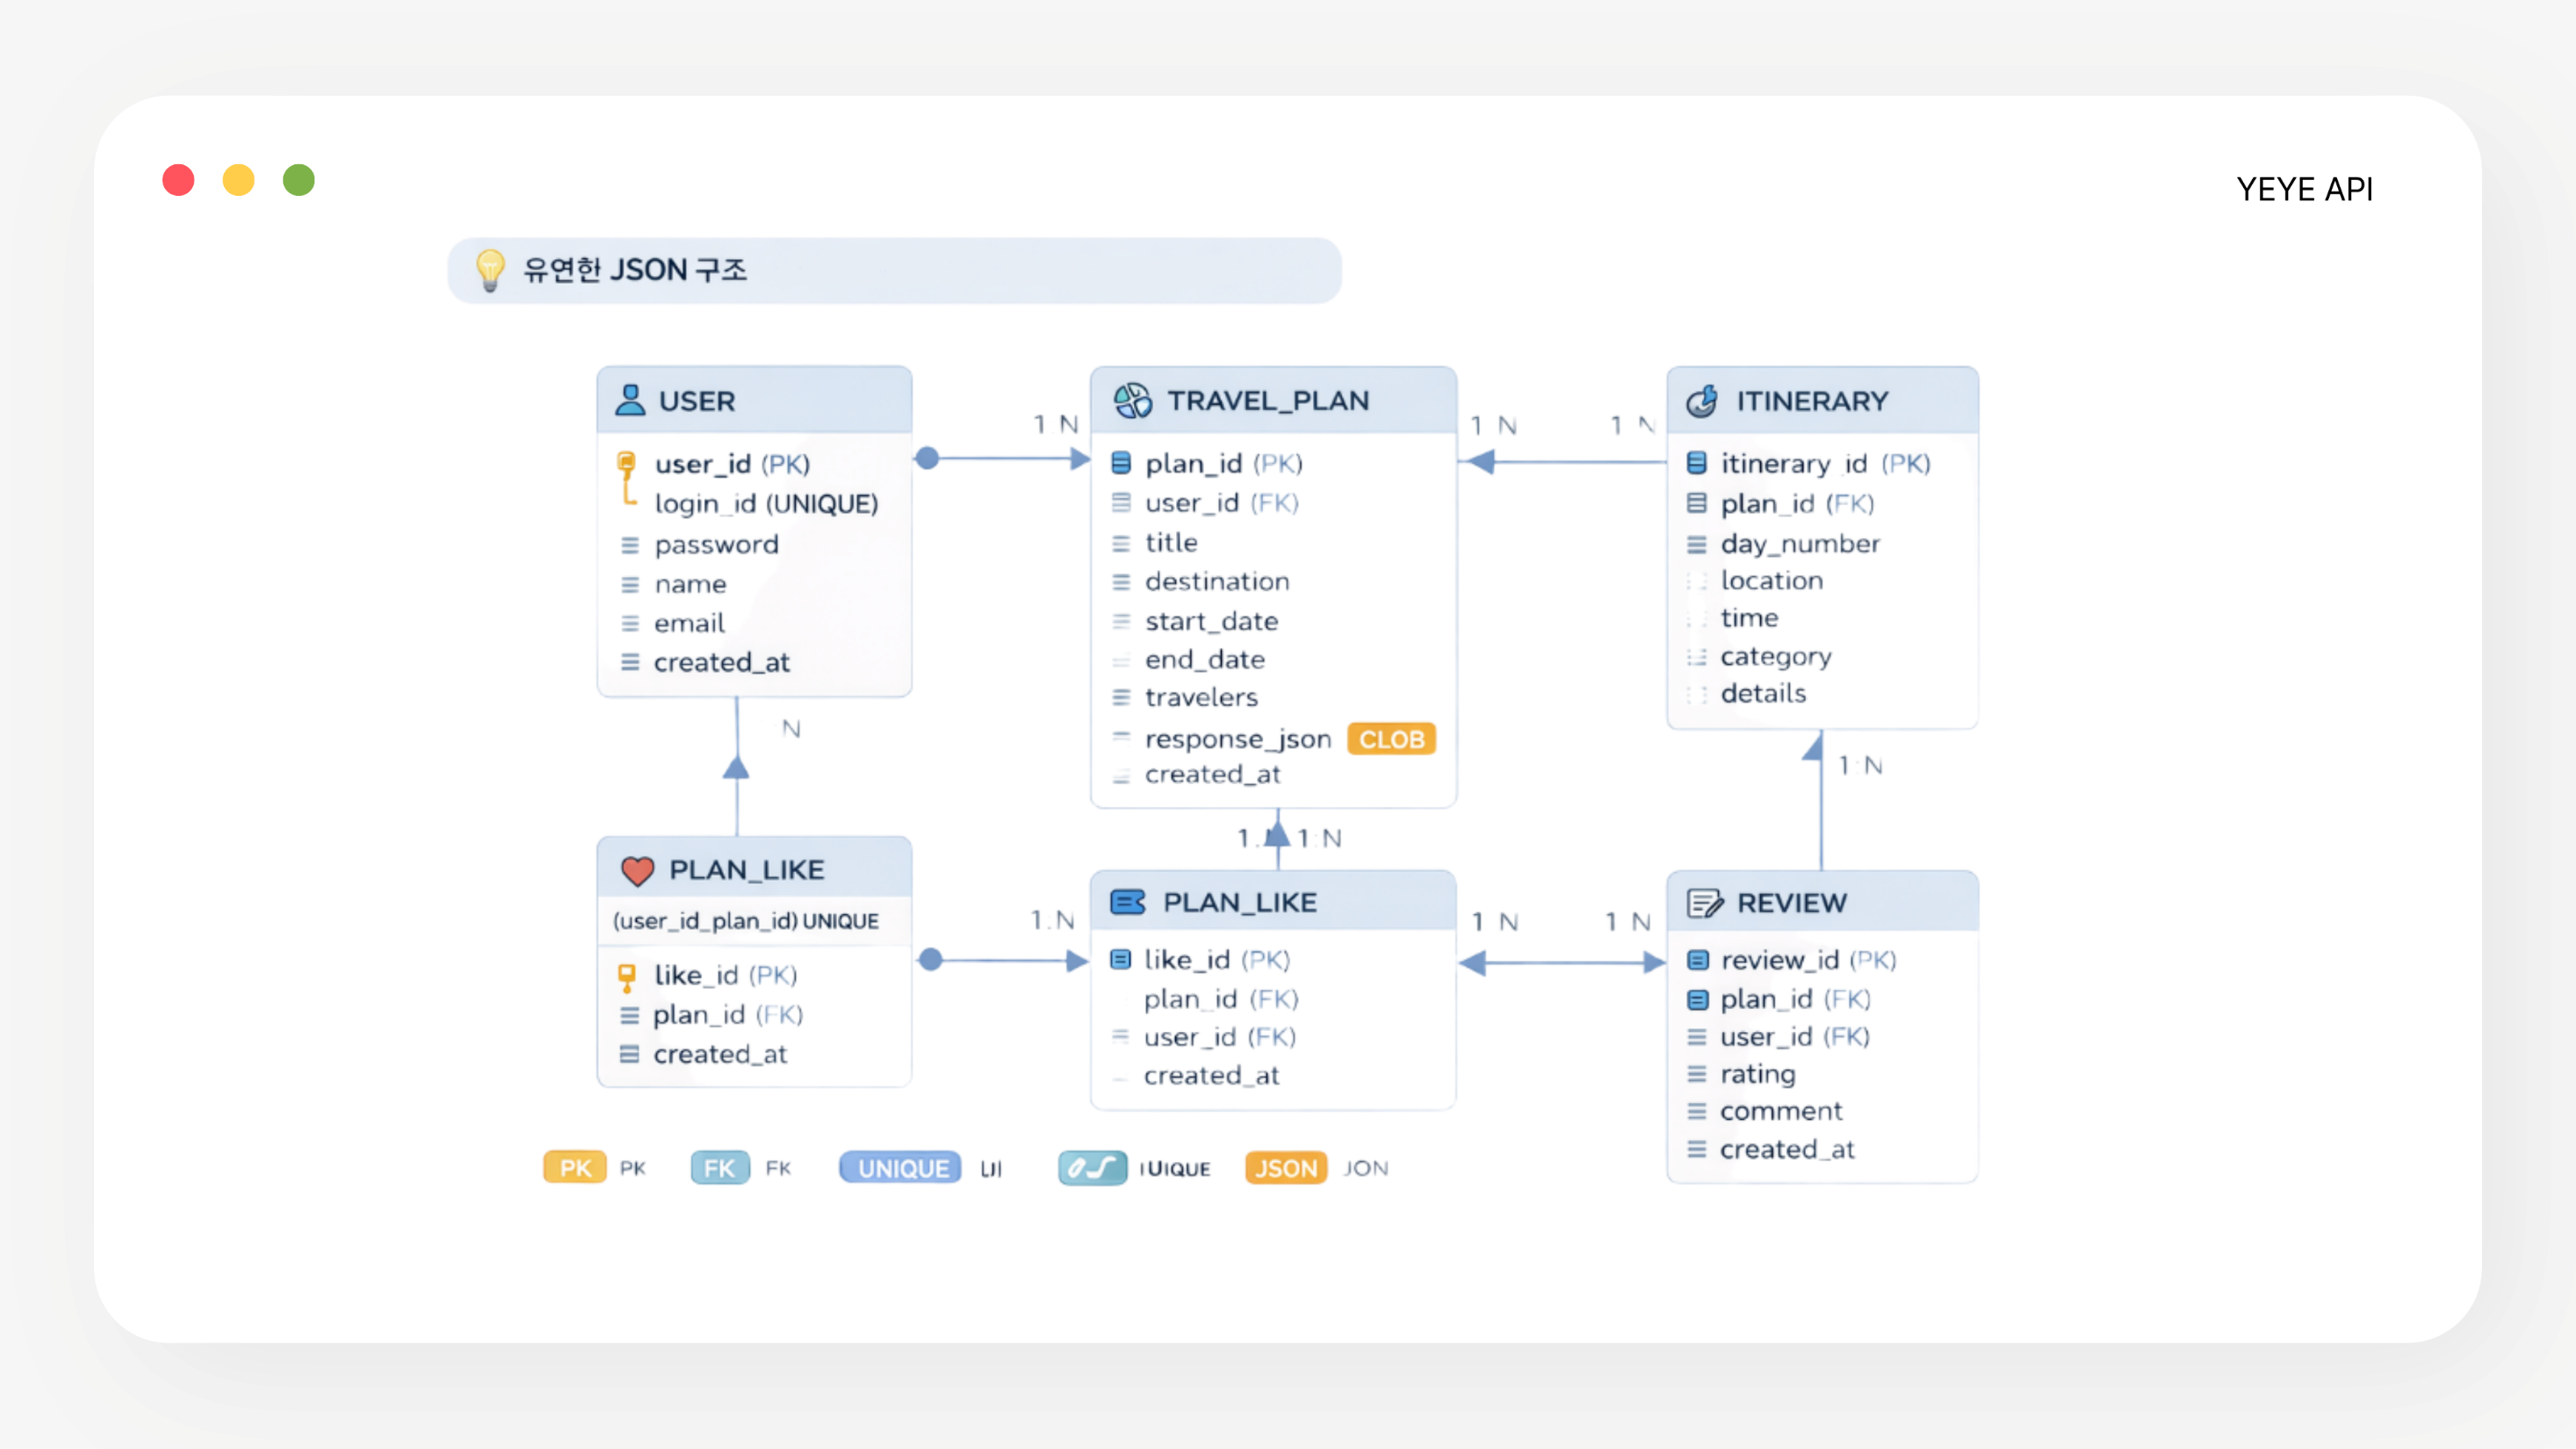 YEYE API
유연한 JSON 구조
USER
user_id (PK)
login_id (UNIQUE)
password
name
email
created_at
1 N
TRAVEL_PLAN
plan_id (PK)
user_id (FK)
title
destination
start_date
end_date
travelers
response_json CLOB
created_at
1 N
1 N
ITINERARY
itinerary_id (PK)
plan_id (FK)
day_number
location
time
category
details
N
1:N
1:N
PLAN_LIKE
(user_id_plan_id) UNIQUE
like_id (PK)
plan_id (FK)
created_at
1.N
PLAN_LIKE
like_id (PK)
plan_id (FK)
user_id (FK)
created_at
1 N
1 N
REVIEW
review_id (PK)
plan_id (FK)
user_id (FK)
rating
comment
created_at
PK PK FK FK UNIQUE JSON JON